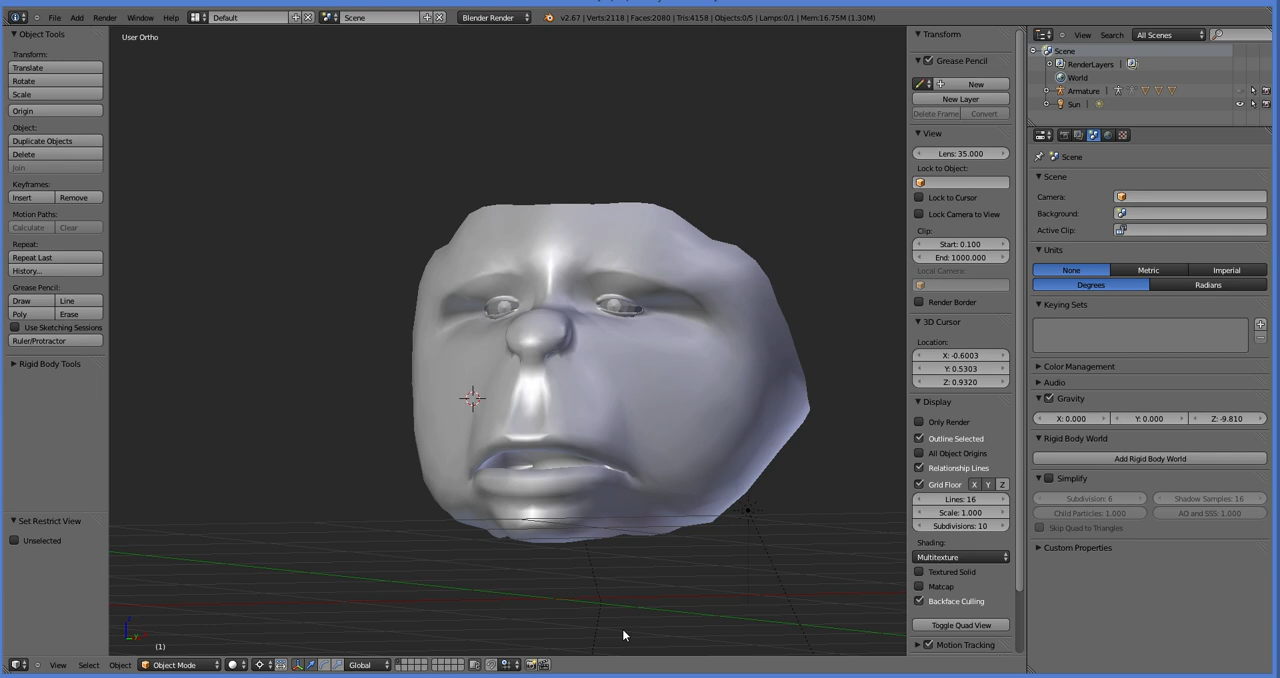 File Add Render Window Help Default Scene Blender Render v2.67 | Verts:2118 | Faces:2080 | Tris:4158 | Objects:0/5 | Lamps:0/1 | Mem:16.75M (1.30M)
Object Tools
Transform:
Translate
Rotate
Scale
Origin
Object:
Duplicate Objects
Delete
Join
Keyframes:
Insert Remove
Motion Paths:
Calculate Clear
Repeat:
Repeat Last
History...
Grease Pencil:
Draw Line
Poly Erase
Use Sketching Sessions
Ruler/Protractor
Rigid Body Tools
Set Restrict View
Unselected
User Ortho
(1)
View Select Object Object Mode Global
Transform
Grease Pencil
New
New Layer
Delete Frame Convert
View
Lens: 35.000
Lock to Object:
Lock to Cursor
Lock Camera to View
Clip:
Start: 0.100
End: 1000.000
Local Camera:
Render Border
3D Cursor
Location:
X: -0.6003
Y: 0.5303
Z: 0.9320
Display
Only Render
Outline Selected
All Object Origins
Relationship Lines
Grid Floor X Y Z
Lines: 16
Scale: 1.000
Subdivisions: 10
Shading:
Multitexture
Textured Solid
Matcap
Backface Culling
Toggle Quad View
Motion Tracking
View Search All Scenes
Scene
RenderLayers
World
Armature
Sun
Scene
Scene
Camera:
Background:
Active Clip:
Units
None Metric Imperial
Degrees Radians
Keying Sets
Color Management
Audio
Gravity
X: 0.000 Y: 0.000 Z: -9.810
Rigid Body World
Add Rigid Body World
Simplify
Subdivision: 6 Shadow Samples: 16
Child Particles: 1.000 AO and SSS: 1.000
Skip Quad to Triangles
Custom Properties